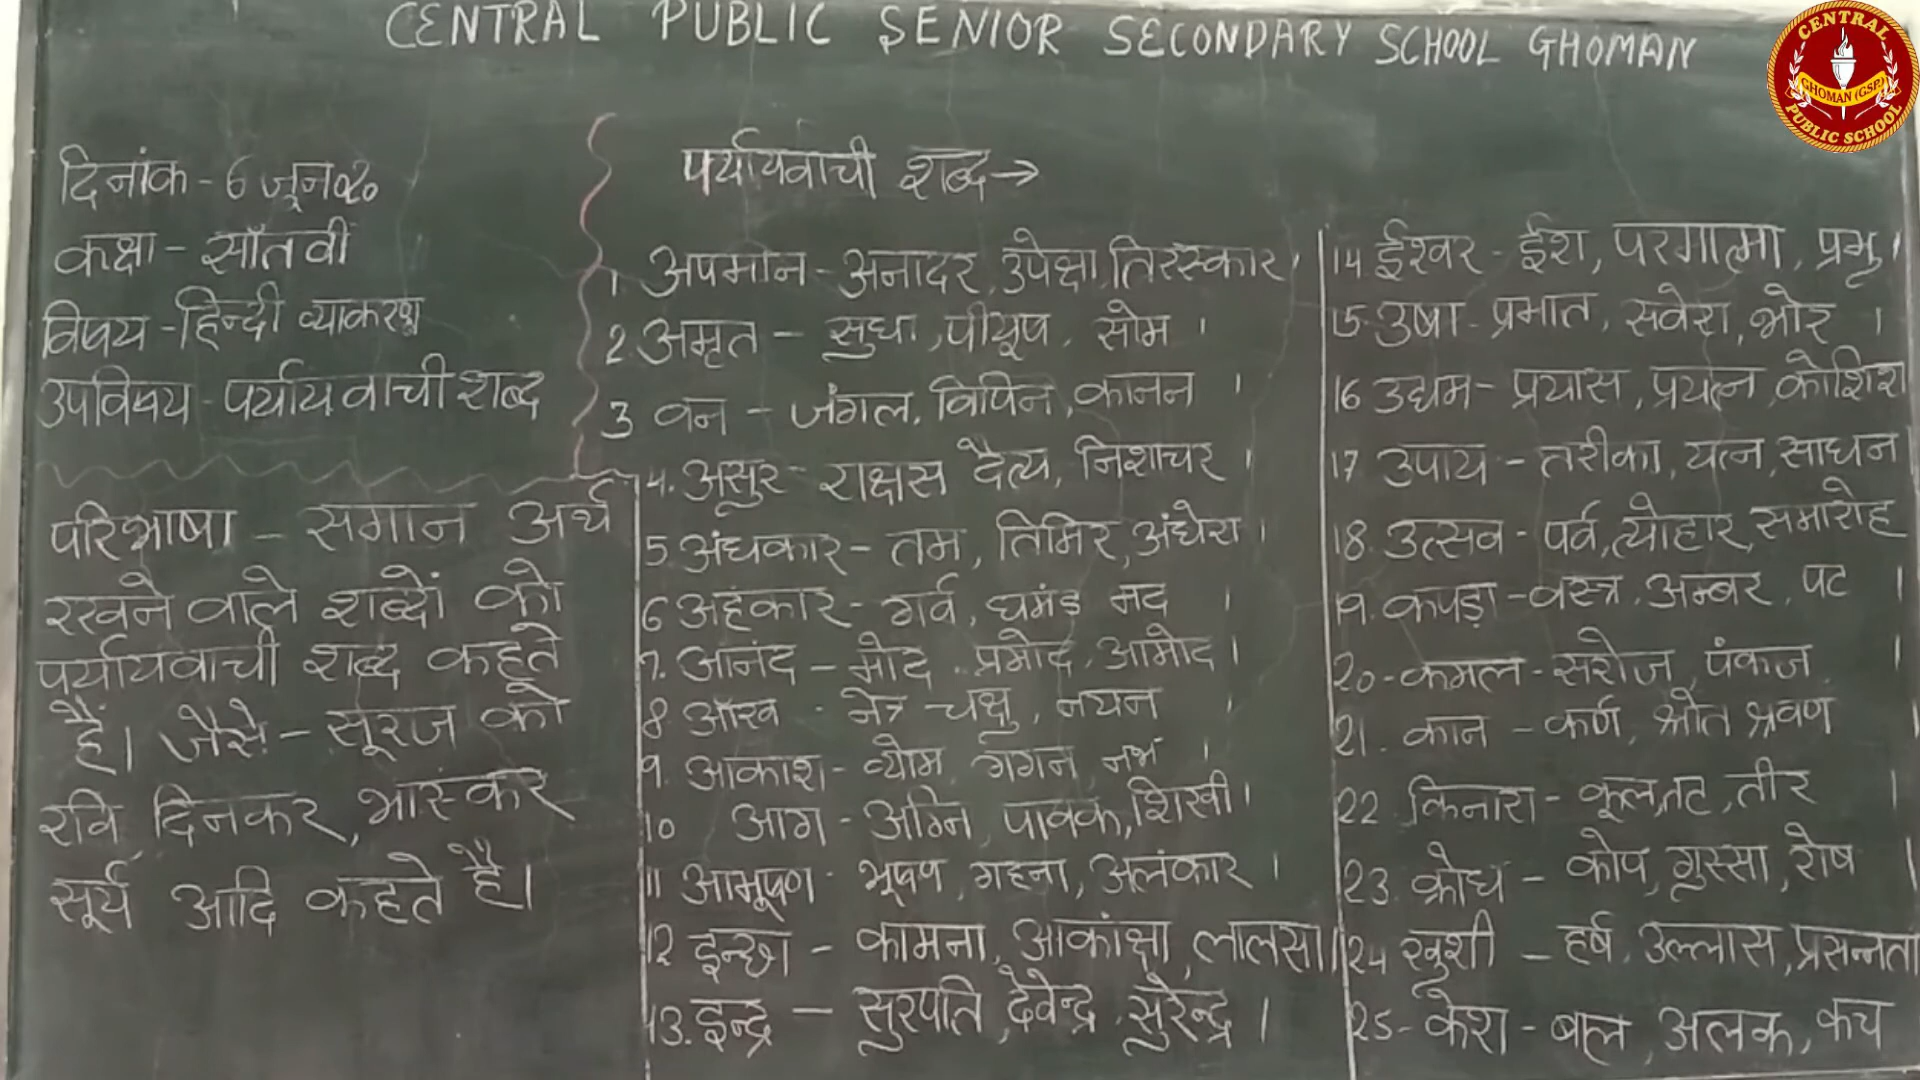 CENTRAL PUBLIC SENIOR SECONDARY SCHOOL GHOMAN
CENTRAL
GHOMAN (GSP)
PUBLIC SCHOOL
दिनांक - 6 जून 20
कक्षा - साँतवी
विषय - हिन्दी व्याकरण
उपविषय - पर्यायवाची शब्द
परिभाषा - समान अर्थ
रखने वाले शब्दों को
पर्यायवाची शब्द कहते
हैं। जैसे - सूरज को
रवि दिनकर, भास्कर
सूर्य आदि कहते है।
पर्यायवाची शब्द →
1. अपमान - अनादर, उपेक्षा, तिरस्कार।
2. अमृत - सुधा, पीयूष, सोम ।
3 वन - जंगल, विपिन, कानन ।
4. असुर - राक्षस दैत्य, निशाचर ।
5. अंधकार - तम, तिमिर, अंधेरा ।
6 अहंकार - गर्व, घमंड मद ।
7. आनंद - मोद, प्रमोद, आमोद ।
8 आँख - नेत्र चक्षु, नयन ,
9. आकाश - व्योम, गगन, नभ ।
10 आग - अग्नि, पावक, शिखी।
11 आभूषण - भूषण, गहना, अलंकार ।
12 इच्छा - कामना, आकांक्षा, लालसा।
13. इन्द्र - सुरपति, देवेन्द्र, सुरेन्द्र ।
14 ईश्वर - ईश, परमात्मा, प्रभु।
15. उषा - प्रभात, सवेरा, भोर ।
16 उद्यम - प्रयास, प्रयत्न, कोशिश
17 उपाय - तरीका, यत्न, साधन
18. उत्सव - पर्व, त्योहार, समारोह
19. कपड़ा - वस्त्र, अम्बर, पट ।
20 - कमल - सरोज, पंकज ।
21. कान - कर्ण, श्रोत श्रवण ।
22. किनारा - कूल, तट, तीर ।
23. क्रोध - कोप, गुस्सा, रोष ।
24 खुशी - हर्ष, उल्लास, प्रसन्नता
25 - केश - बाल, अलक, कच